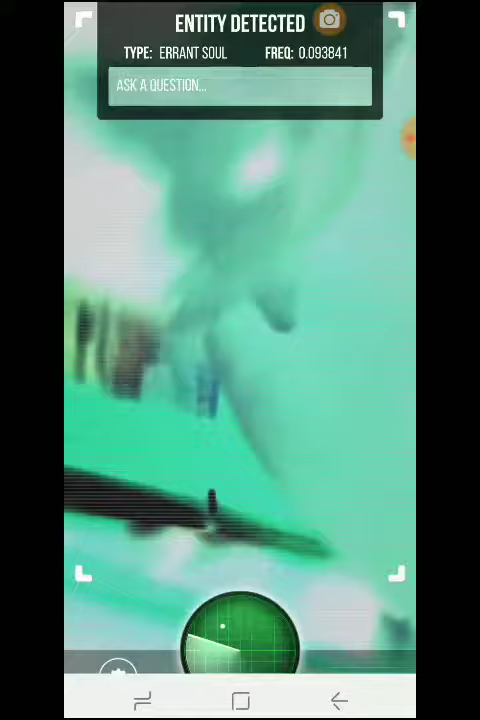 ENTITY DETECTED
TYPE: ERRANT SOUL FREQ: 0.093841
ASK A QUESTION...